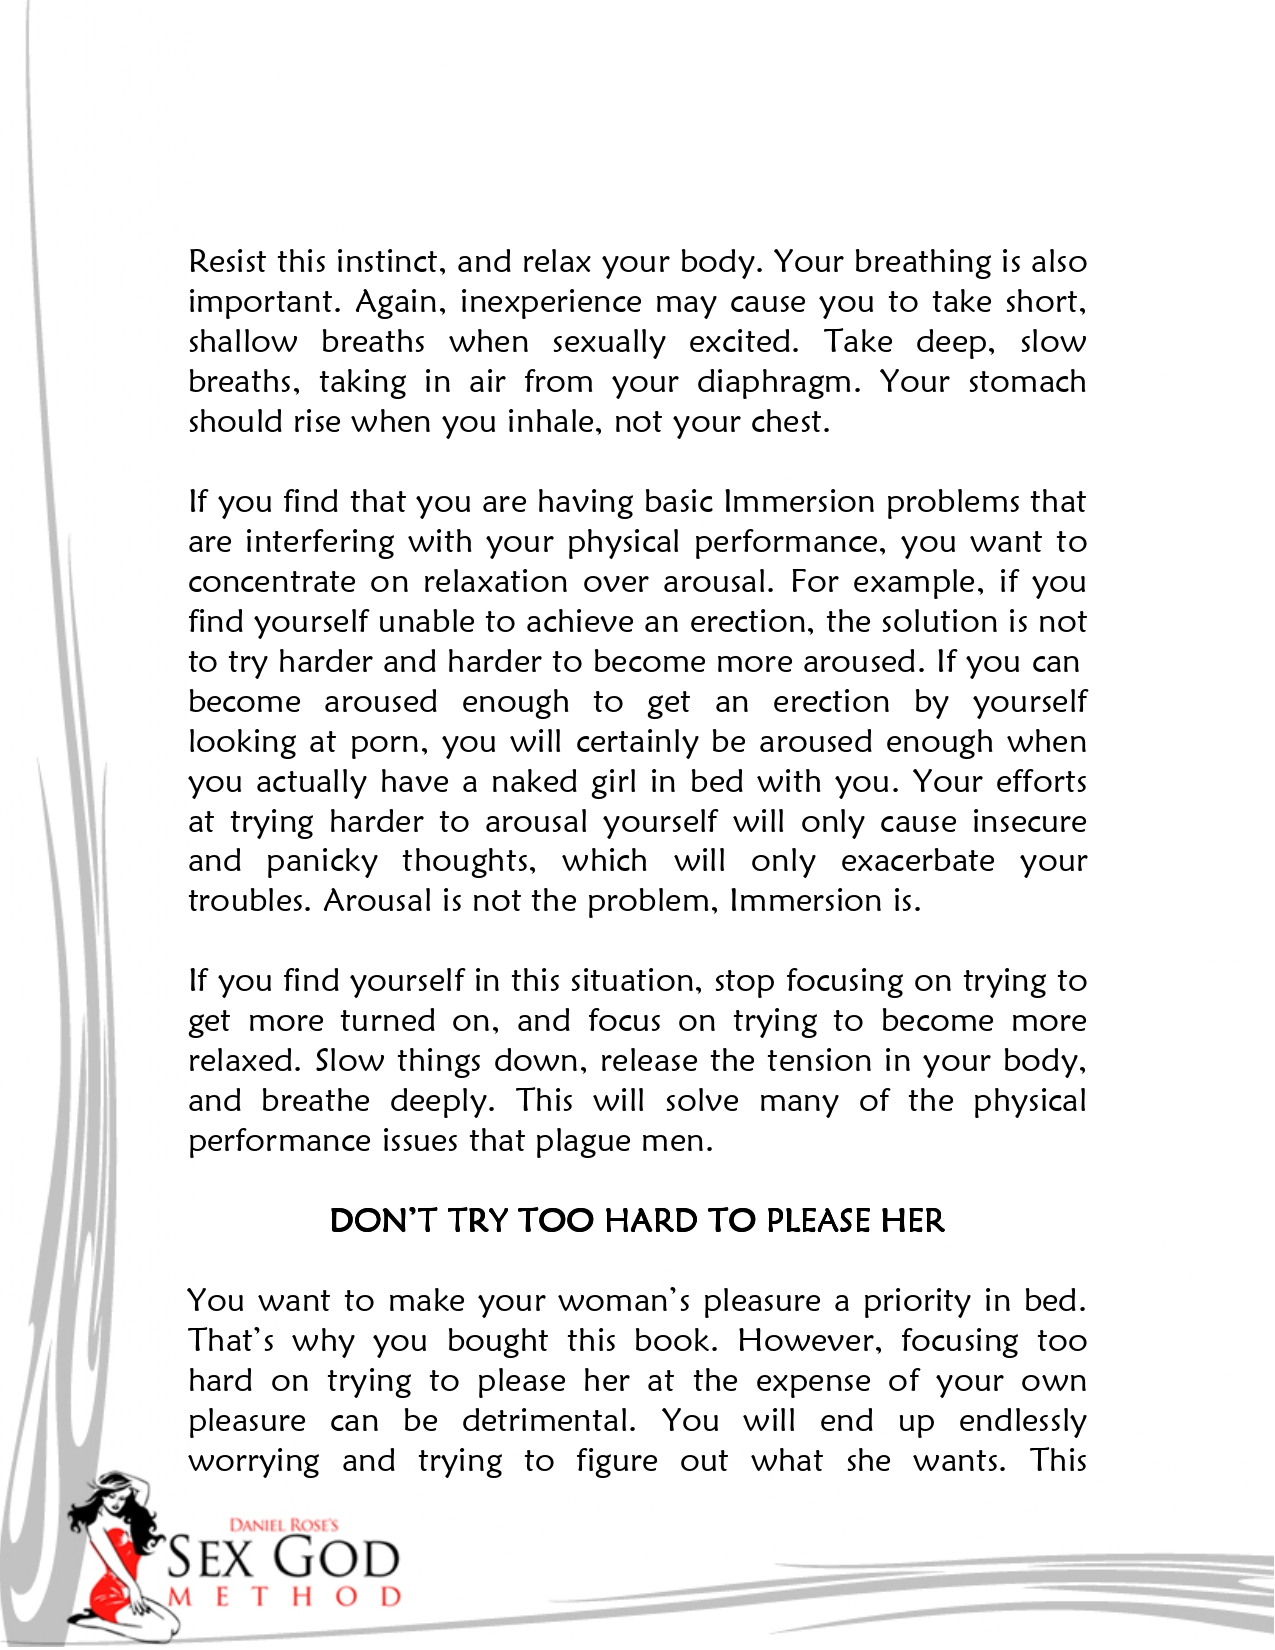 Resist this instinct, and relax your body. Your breathing is also
important. Again, inexperience may cause you to take short,
shallow breaths when sexually excited. Take deep, slow
breaths, taking in air from your diaphragm. Your stomach
should rise when you inhale, not your chest.
If you find that you are having basic Immersion problems that
are interfering with your physical performance, you want to
concentrate on relaxation over arousal. For example, if you
find yourself unable to achieve an erection, the solution is not
to try harder and harder to become more aroused. If you can
become aroused enough to get an erection by yourself
looking at porn, you will certainly be aroused enough when
you actually have a naked girl in bed with you. Your efforts
at trying harder to arousal yourself will only cause insecure
and panicky thoughts, which will only exacerbate your
troubles. Arousal is not the problem, Immersion is.
If you find yourself in this situation, stop focusing on trying to
get more turned on, and focus on trying to become more
relaxed. Slow things down, release the tension in your body,
and breathe deeply. This will solve many of the physical
performance issues that plague men.
DON'T TRY TOO HARD TO PLEASE HER
You want to make your woman's pleasure a priority in bed.
That's why you bought this book. However, focusing too
hard on trying to please her at the expense of your own
pleasure can be detrimental. You will end up endlessly
worrying and trying to figure out what she wants. This
DANIEL ROSE'S
SEX GOD
METHOD